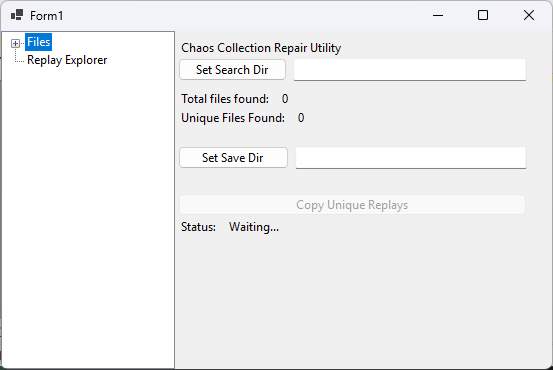 Form1
Files
Replay Explorer
Chaos Collection Repair Utility
Set Search Dir
Total files found: 0
Unique Files Found: 0
Set Save Dir
Copy Unique Replays
Status: Waiting...